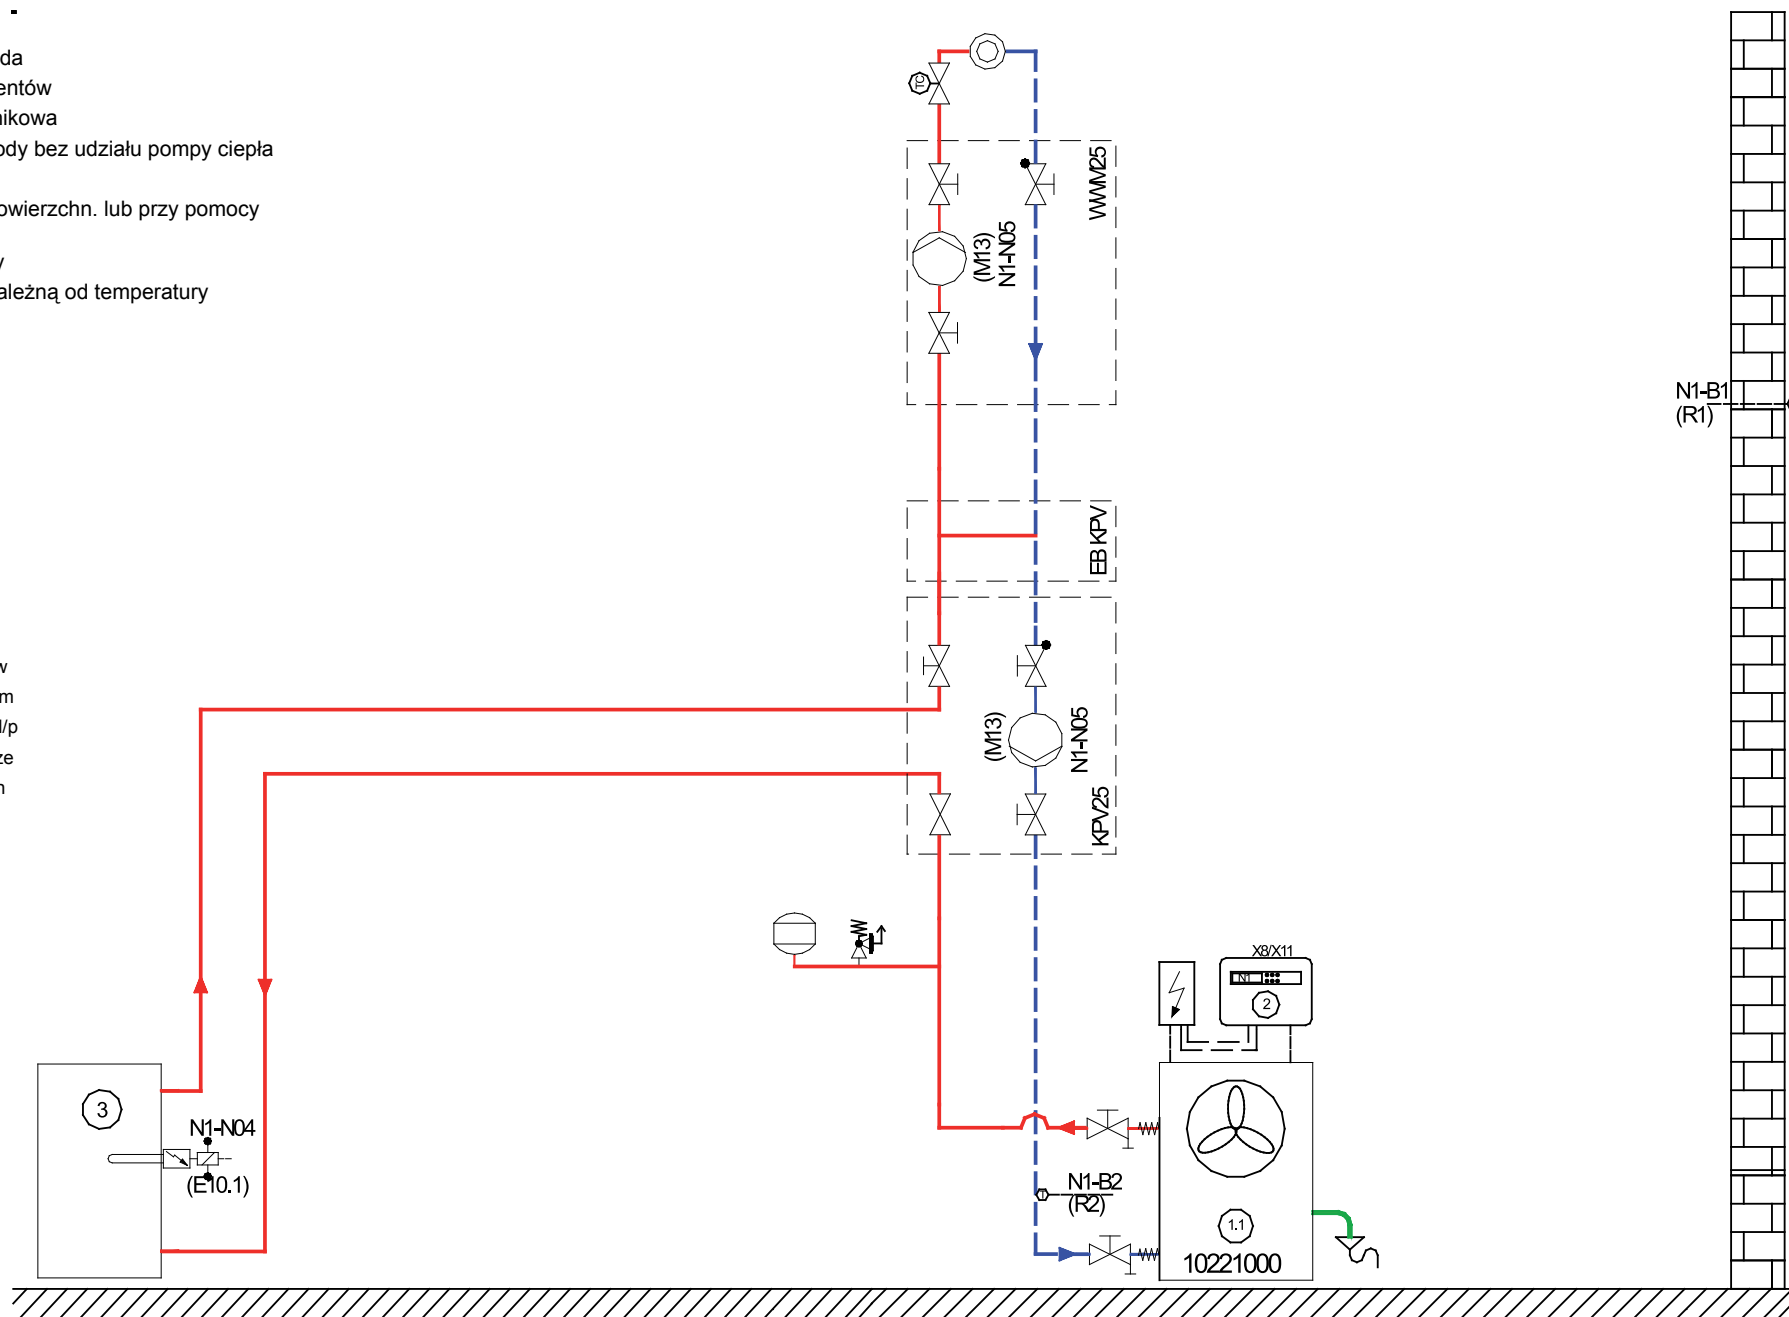 -
da
entów
nikowa
ody bez udziału pompy ciepła
owierzchn. lub przy pomocy
y
ależną od temperatury
w
m
l/p
ze
n
TC
WWM25
(M13)
N1-N05
N1-B1
(R1)
EB KPV
(M13)
N1-N05
KPV25
X8/X11
N1
2
3
N1-N04
(E10.1)
T
N1-B2
(R2)
1.1
10221000